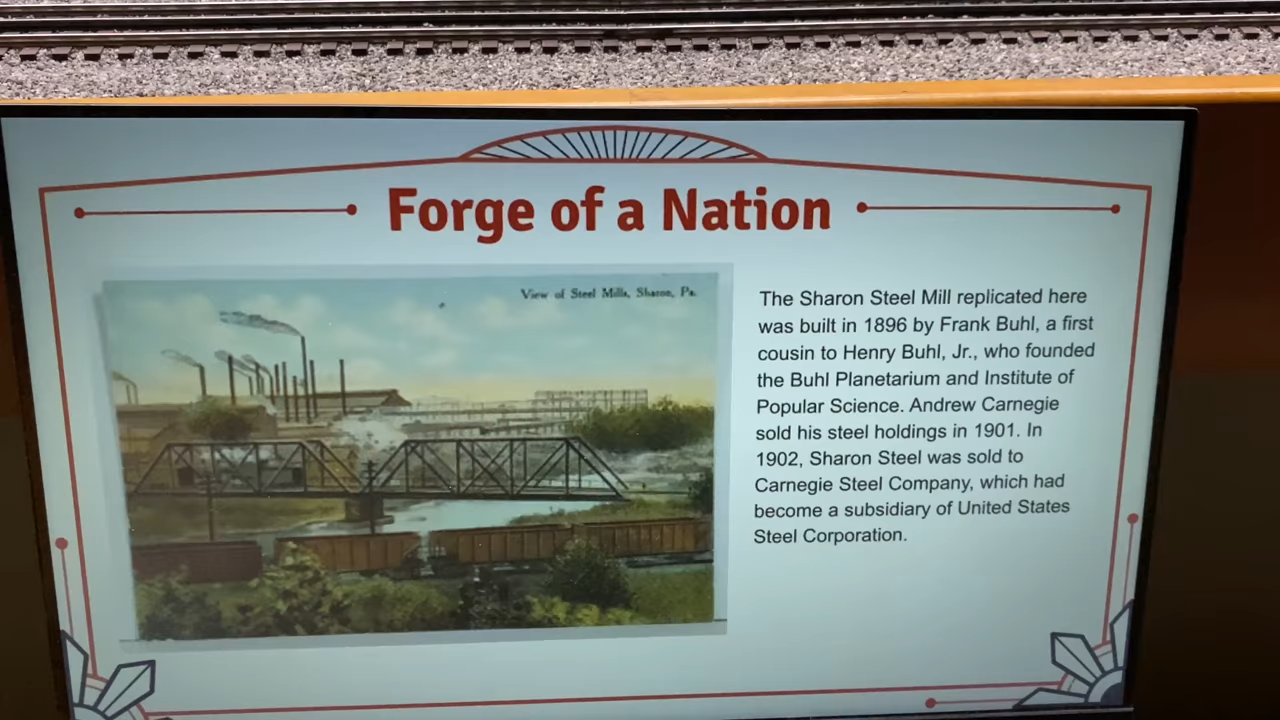 Forge of a Nation
View of Steel Mills, Sharon, Pa.
The Sharon Steel Mill replicated here
was built in 1896 by Frank Buhl, a first
cousin to Henry Buhl, Jr., who founded
the Buhl Planetarium and Institute of
Popular Science. Andrew Carnegie
sold his steel holdings in 1901. In
1902, Sharon Steel was sold to
Carnegie Steel Company, which had
become a subsidiary of United States
Steel Corporation.